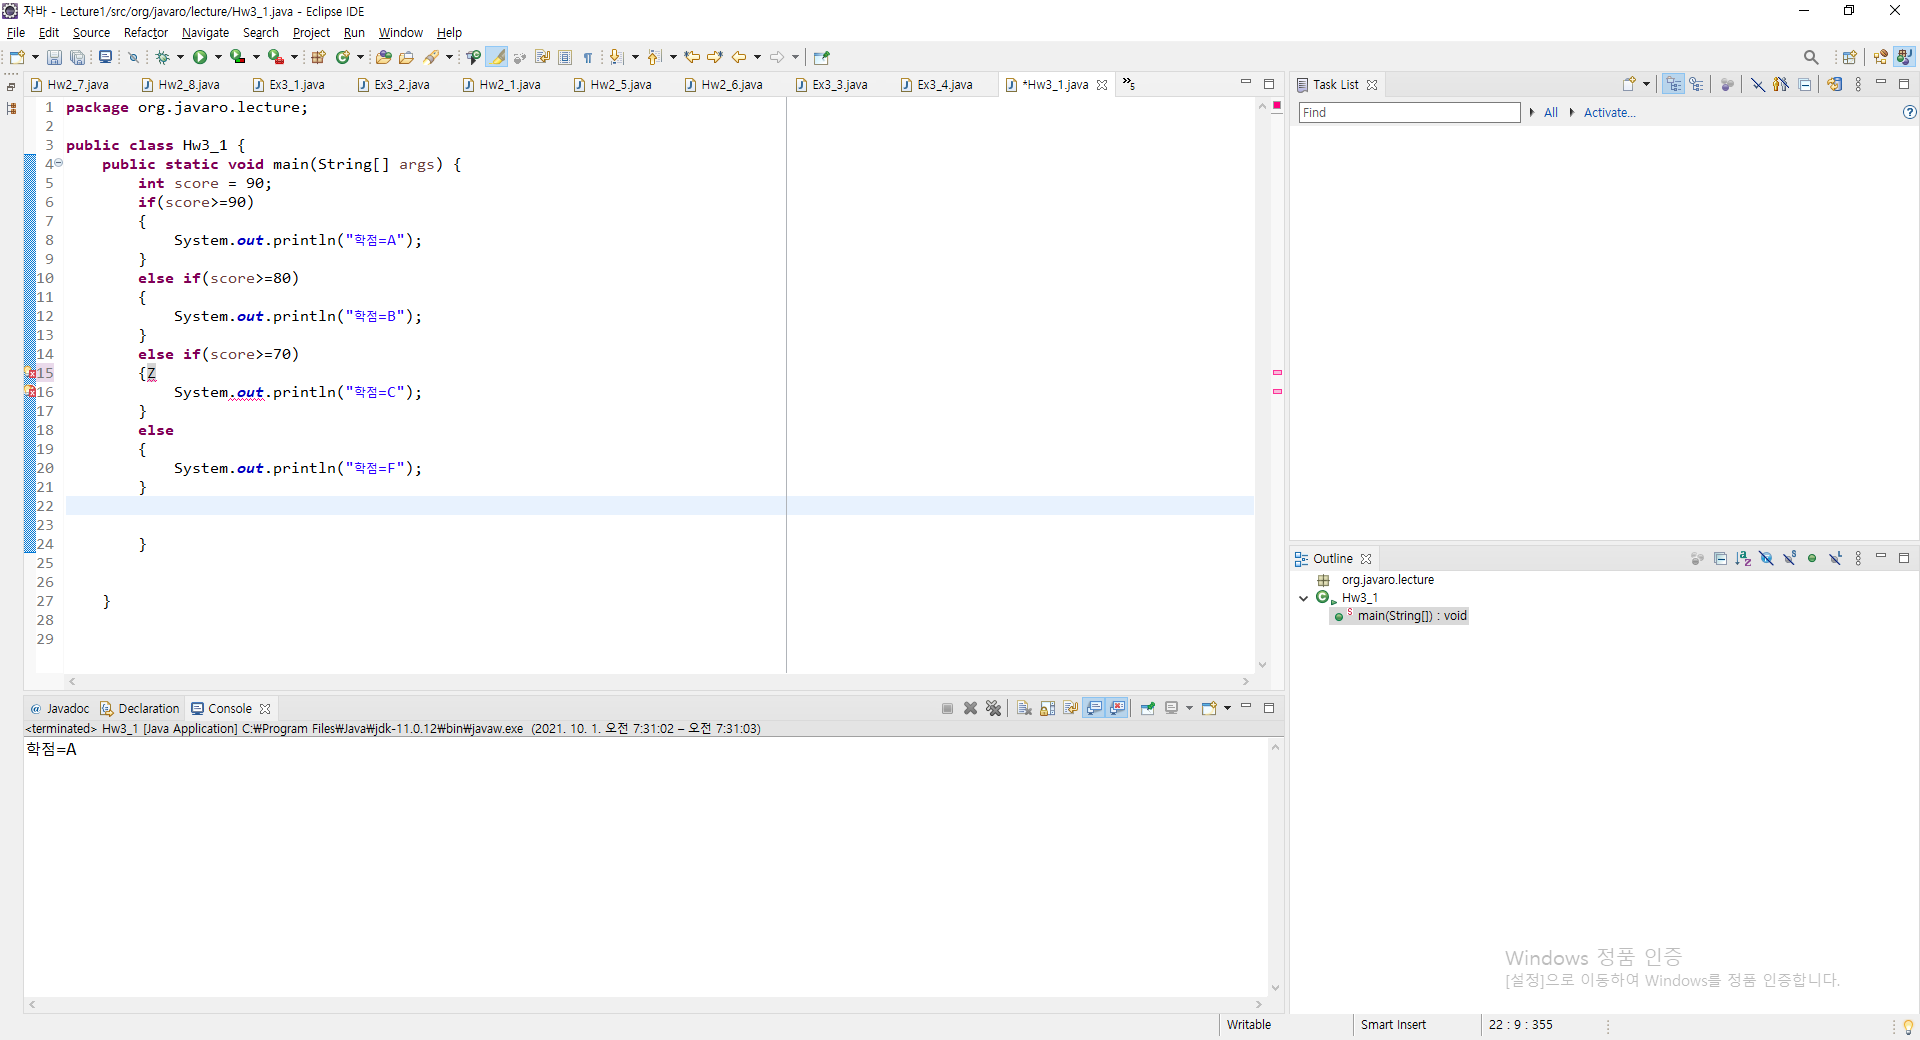 자바 - Lecture1/src/org/javaro/lecture/Hw3_1.java - Eclipse IDE
File Edit Source Refactor Navigate Search Project Run Window Help
Hw2_7.java Hw2_8.java Ex3_1.java Ex3_2.java Hw2_1.java Hw2_5.java Hw2_6.java Ex3_3.java Ex3_4.java *Hw3_1.java »5
1 package org.javaro.lecture;
2
3 public class Hw3_1 {
4 public static void main(String[] args) {
5 int score = 90;
6 if(score>=90)
7 {
8 System.out.println("학점=A");
9 }
10 else if(score>=80)
11 {
12 System.out.println("학점=B");
13 }
14 else if(score>=70)
15 {Z
16 System.out.println("학점=C");
17 }
18 else
19 {
20 System.out.println("학점=F");
21 }
22
23
24 }
25
26
27 }
28
29
Task List
Find All Activate...
Outline
org.javaro.lecture
Hw3_1
main(String[]) : void
@ Javadoc Declaration Console
<terminated> Hw3_1 [Java Application] C:₩Program Files₩Java₩jdk-11.0.12₩bin₩javaw.exe (2021. 10. 1. 오전 7:31:02 – 오전 7:31:03)
학점=A
Windows 정품 인증
[설정]으로 이동하여 Windows를 정품 인증합니다.
Writable Smart Insert 22 : 9 : 355